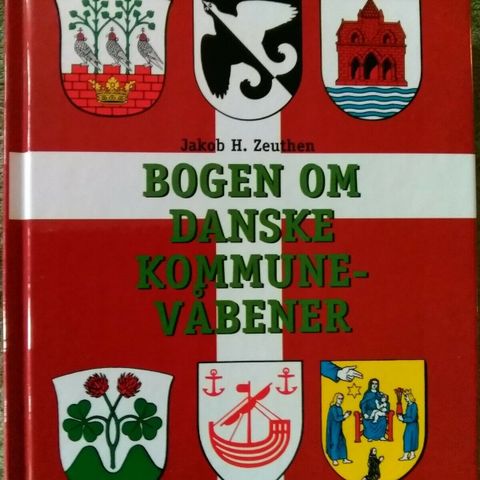 Jakob H. Zeuthen
BOGEN OM
DANSKE
KOMMUNE-
VÅBENER